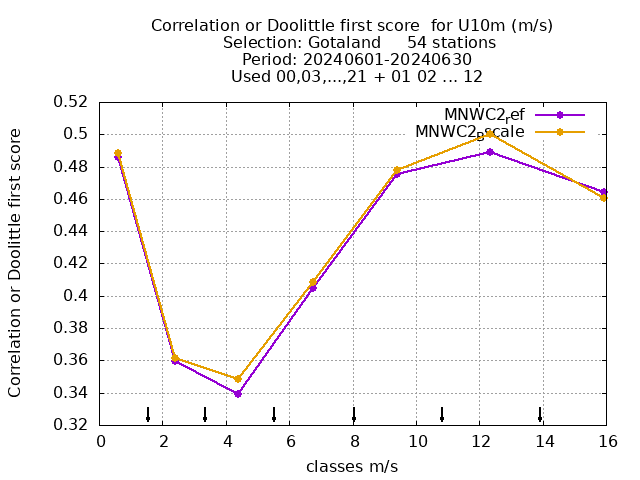 Correlation or Doolittle first score  for U10m (m/s)
Selection: Gotaland     54 stations
Period: 20240601-20240630
Used 00,03,...,21 + 01 02 ... 12
Correlation or Doolittle first score
0.52
0.5
0.48
0.46
0.44
0.42
0.4
0.38
0.36
0.34
0.32
MNWC2ref
MNWC2sscale
0 2 4 6 8 10 12 14 16
classes m/s